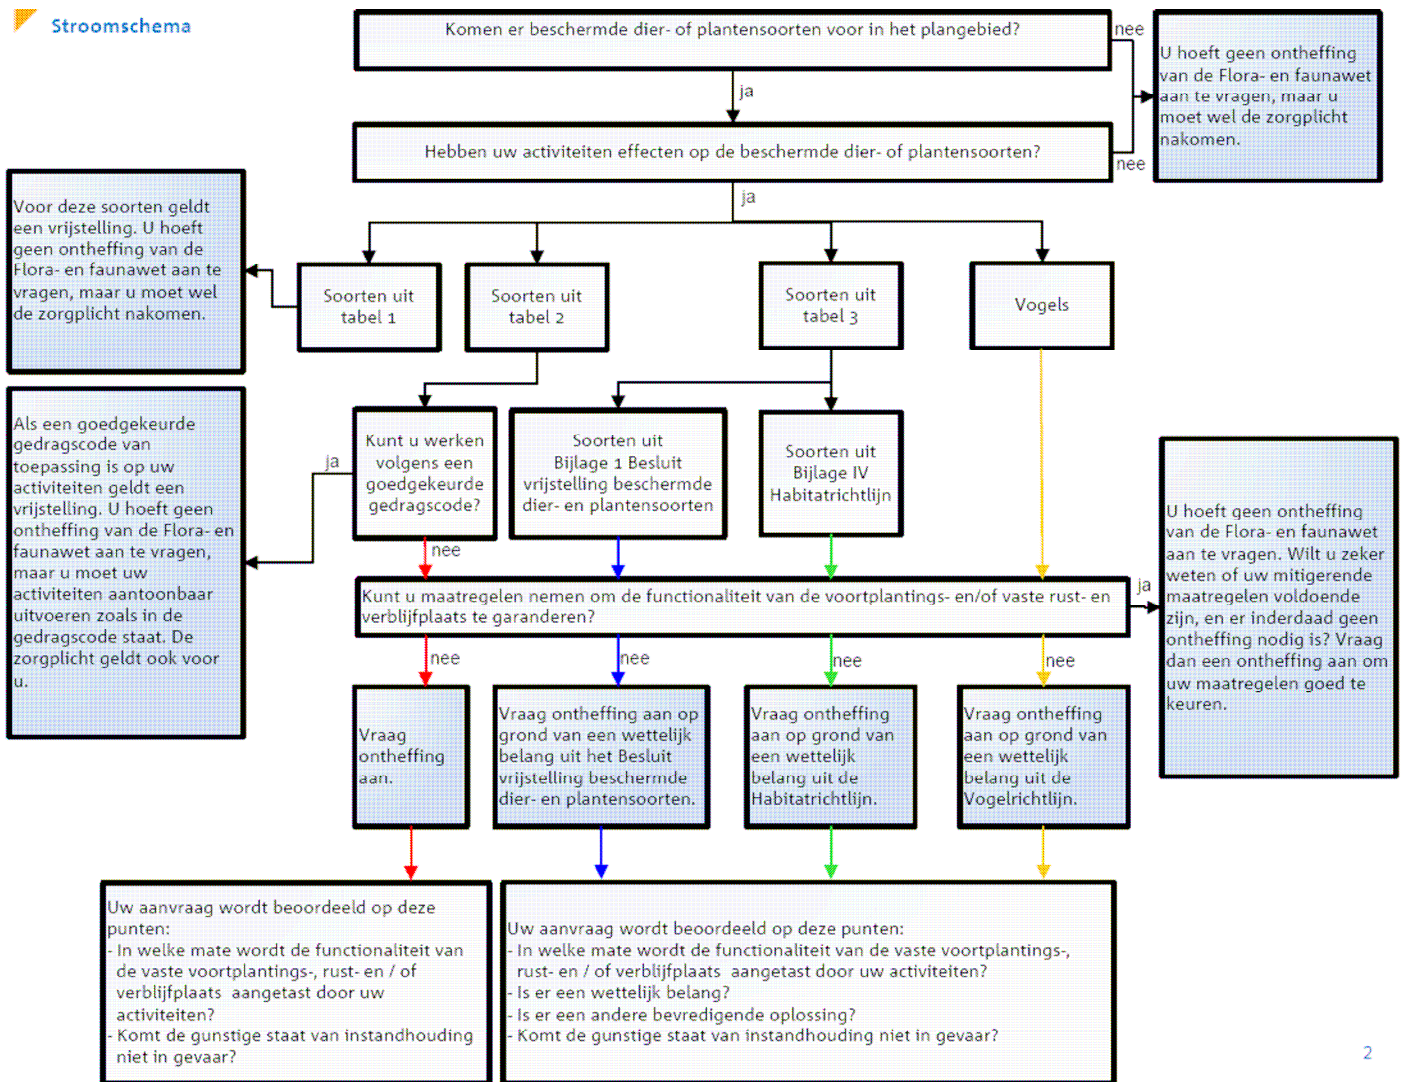 Stroomschema
Komen er beschermde dier- of plantensoorten voor in het plangebied?
nee
U hoeft geen ontheffing
van de Flora- en faunawet
aan te vragen, maar u
moet wel de zorgplicht
nakomen.
ja
Hebben uw activiteiten effecten op de beschermde dier- of plantensoorten?
nee
ja
Voor deze soorten geldt
een vrijstelling. U hoeft
geen ontheffing van de
Flora- en faunawet aan te
vragen, maar u moet wel
de zorgplicht nakomen.
Soorten uit
tabel 1
Soorten uit
tabel 2
Soorten uit
tabel 3
Vogels
Als een goedgekeurde
gedragscode van
toepassing is op uw
activiteiten geldt een
vrijstelling. U hoeft geen
ontheffing van de Flora- en
faunawet aan te vragen,
maar u moet uw
activiteiten aantoonbaar
uitvoeren zoals in de
gedragscode staat. De
zorgplicht geldt ook voor
u.
ja
Kunt u werken
volgens een
goedgekeurde
gedragscode?
Soorten uit
Bijlage 1 Besluit
vrijstelling beschermde
dier- en plantensoorten
Soorten uit
Bijlage IV
Habitatrichtlijn
nee
Kunt u maatregelen nemen om de functionaliteit van de voortplantings- en/of vaste rust- en
verblijfplaats te garanderen?
ja
U hoeft geen ontheffing
van de Flora- en faunawet
aan te vragen. Wilt u zeker
weten of uw mitigerende
maatregelen voldoende
zijn, en er inderdaad geen
ontheffing nodig is? Vraag
dan een ontheffing aan om
uw maatregelen goed te
keuren.
nee
nee
nee
nee
Vraag
ontheffing
aan.
Vraag ontheffing aan op
grond van een wettelijk
belang uit het Besluit
vrijstelling beschermde
dier- en plantensoorten.
Vraag ontheffing
aan op grond van
een wettelijk
belang uit de
Habitatrichtlijn.
Vraag ontheffing
aan op grond van
een wettelijk
belang uit de
Vogelrichtlijn.
Uw aanvraag wordt beoordeeld op deze
punten:
- In welke mate wordt de functionaliteit van
de vaste voortplantings-, rust- en / of
verblijfplaats aangetast door uw
activiteiten?
- Komt de gunstige staat van instandhouding
niet in gevaar?
Uw aanvraag wordt beoordeeld op deze punten:
- In welke mate wordt de functionaliteit van de vaste voortplantings-,
rust- en / of verblijfplaats aangetast door uw activiteiten?
- Is er een wettelijk belang?
- Is er een andere bevredigende oplossing?
- Komt de gunstige staat van instandhouding niet in gevaar?
2